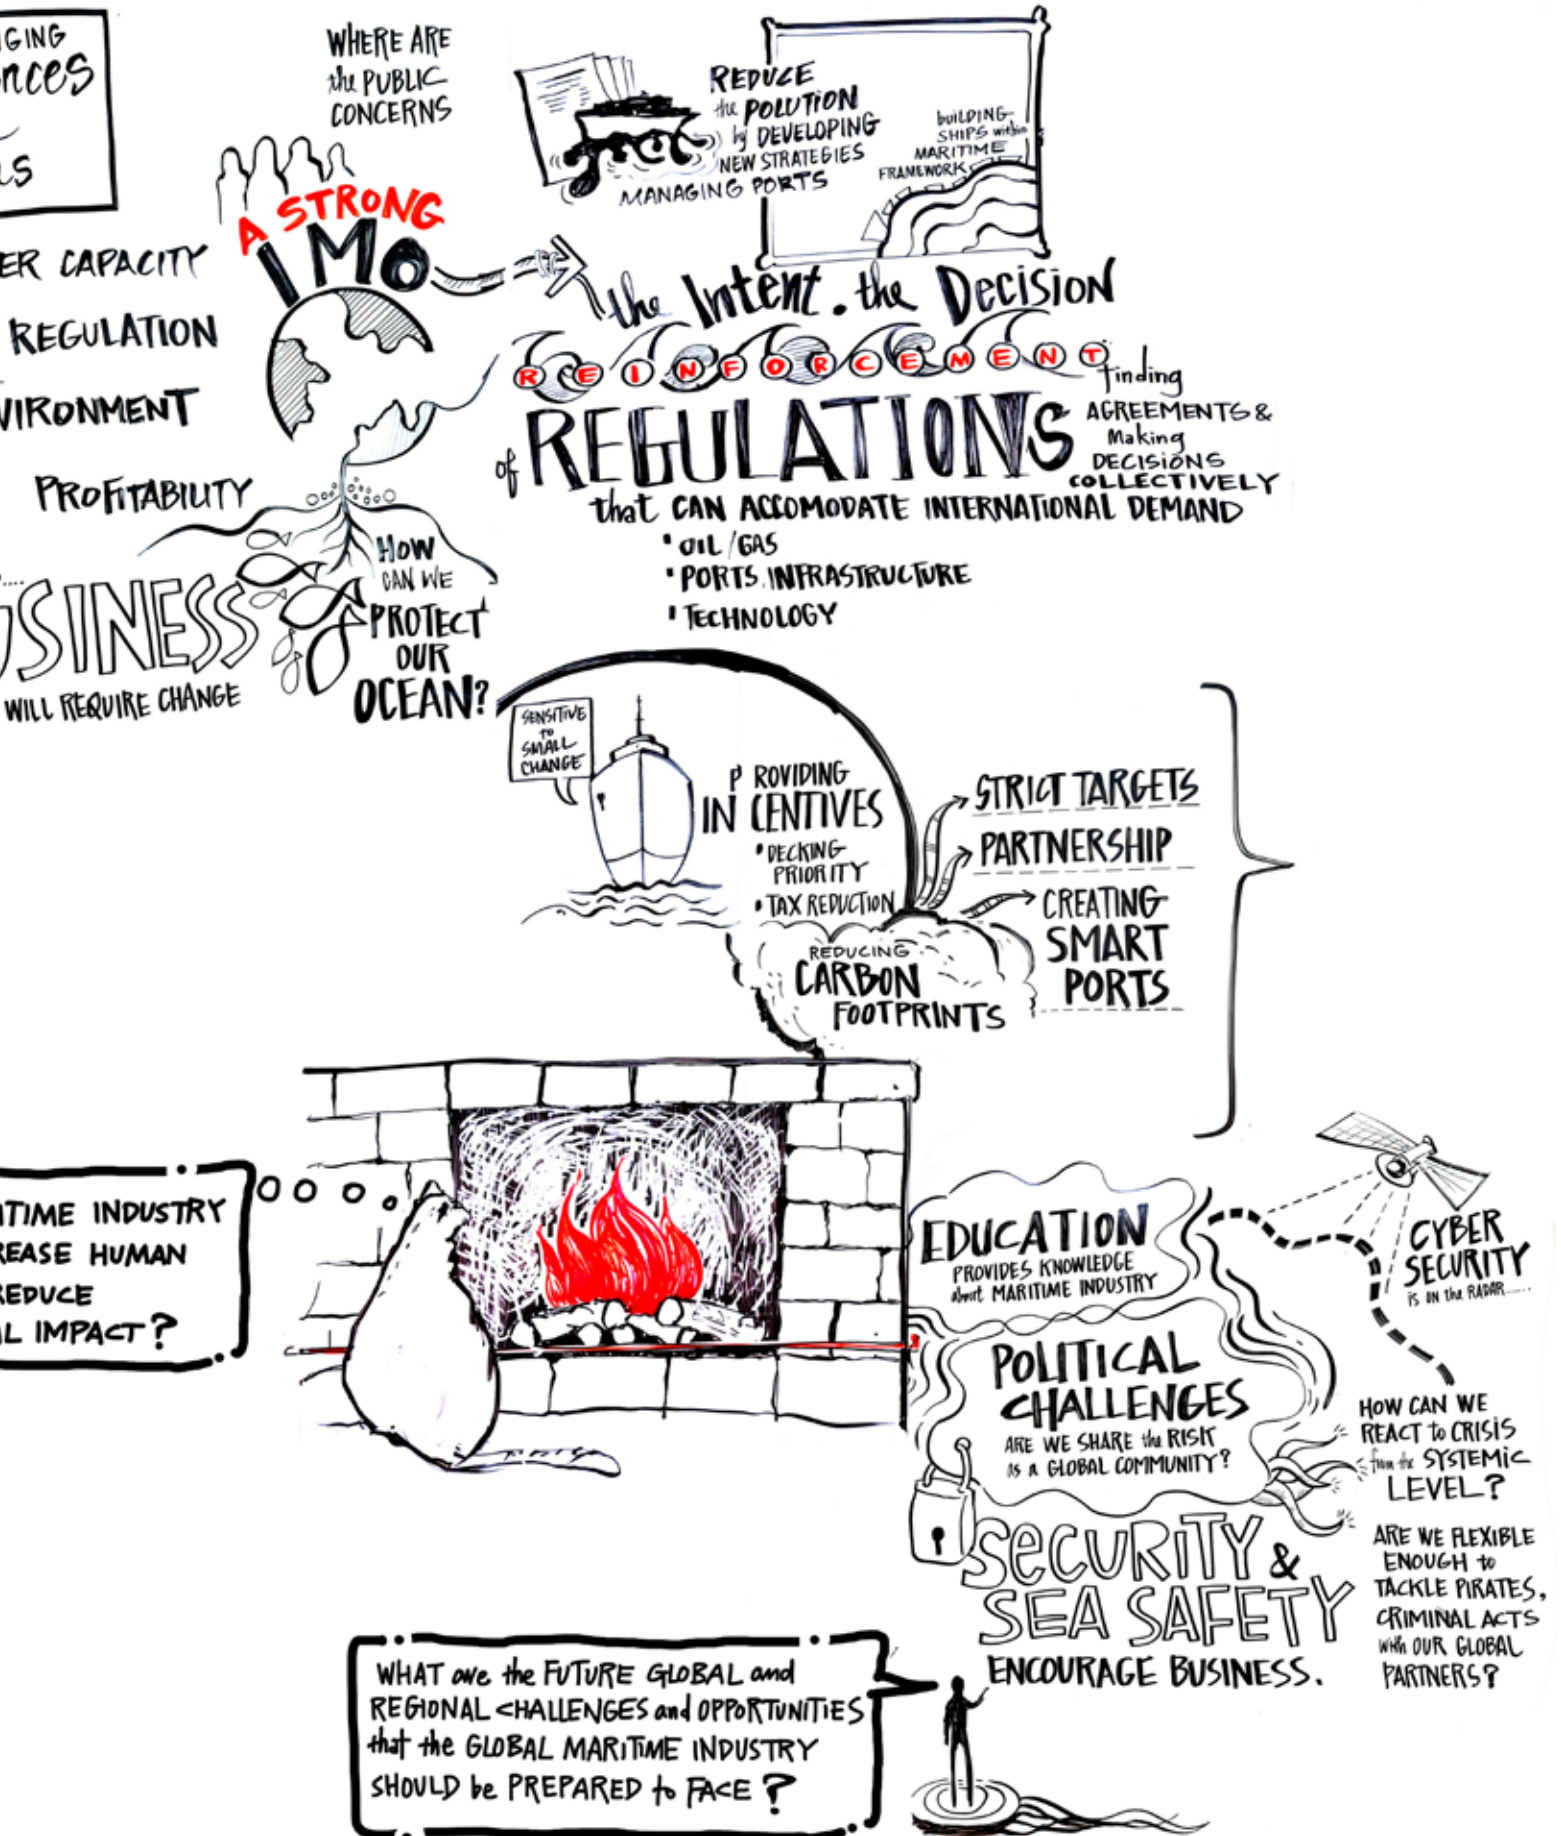 WHERE ARE
the PUBLIC
CONCERNS
A STRONG
IMO
CAPACITY
REGULATION
PROFITABILITY
WILL REQUIRE CHANGE
HOW
CAN WE
PROTECT
OUR
OCEAN?
REDUCE
the POLUTION
by DEVELOPING
NEW STRATEGIES
MANAGING PORTS
buILDING
SHIPS within
MARITIME
FRAMEWORK
the Intent. the Decision
REINFORCEMENT
of REGULATIONS
finding
AGREEMENTS &
Making
DECISIONS
COLLECTIVELY
that CAN ACCOMODATE INTERNATIONAL DEMAND
• OIL/GAS
• PORTS. INFRASTRUCTURE
• TECHNOLOGY
SENSITIVE
to
SMALL
CHANGE
PROVIDING
INCENTIVES
• DECKING
PRIORITY
• TAX REDUCTION
STRICT TARGETS
PARTNERSHIP
CREATING
SMART
PORTS
REDUCING
CARBON
FOOTPRINTS
INDUSTRY
HUMAN
REDUCE
IMPACT?
EDUCATION
PROVIDES KNOWLEDGE
about MARITIME INDUSTRY
CYBER
SECURITY
is ON the RADAR......
POLITICAL
CHALLENGES
ARE WE SHARE the RISK
as a GLOBAL COMMUNITY?
HOW CAN WE
REACT to CRISIS
from the SYSTEMIC
LEVEL?
SECURITY &
SEA SAFETY
ENCOURAGE BUSINESS.
ARE WE FLEXIBLE
ENOUGH to
TACKLE PIRATES,
CRIMINAL ACTS
with OUR GLOBAL
PARTNERS?
WHAT are the FUTURE GLOBAL and
REGIONAL CHALLENGES and OPPORTUNITIES
that the GLOBAL MARITIME INDUSTRY
SHOULD be PREPARED to FACE?